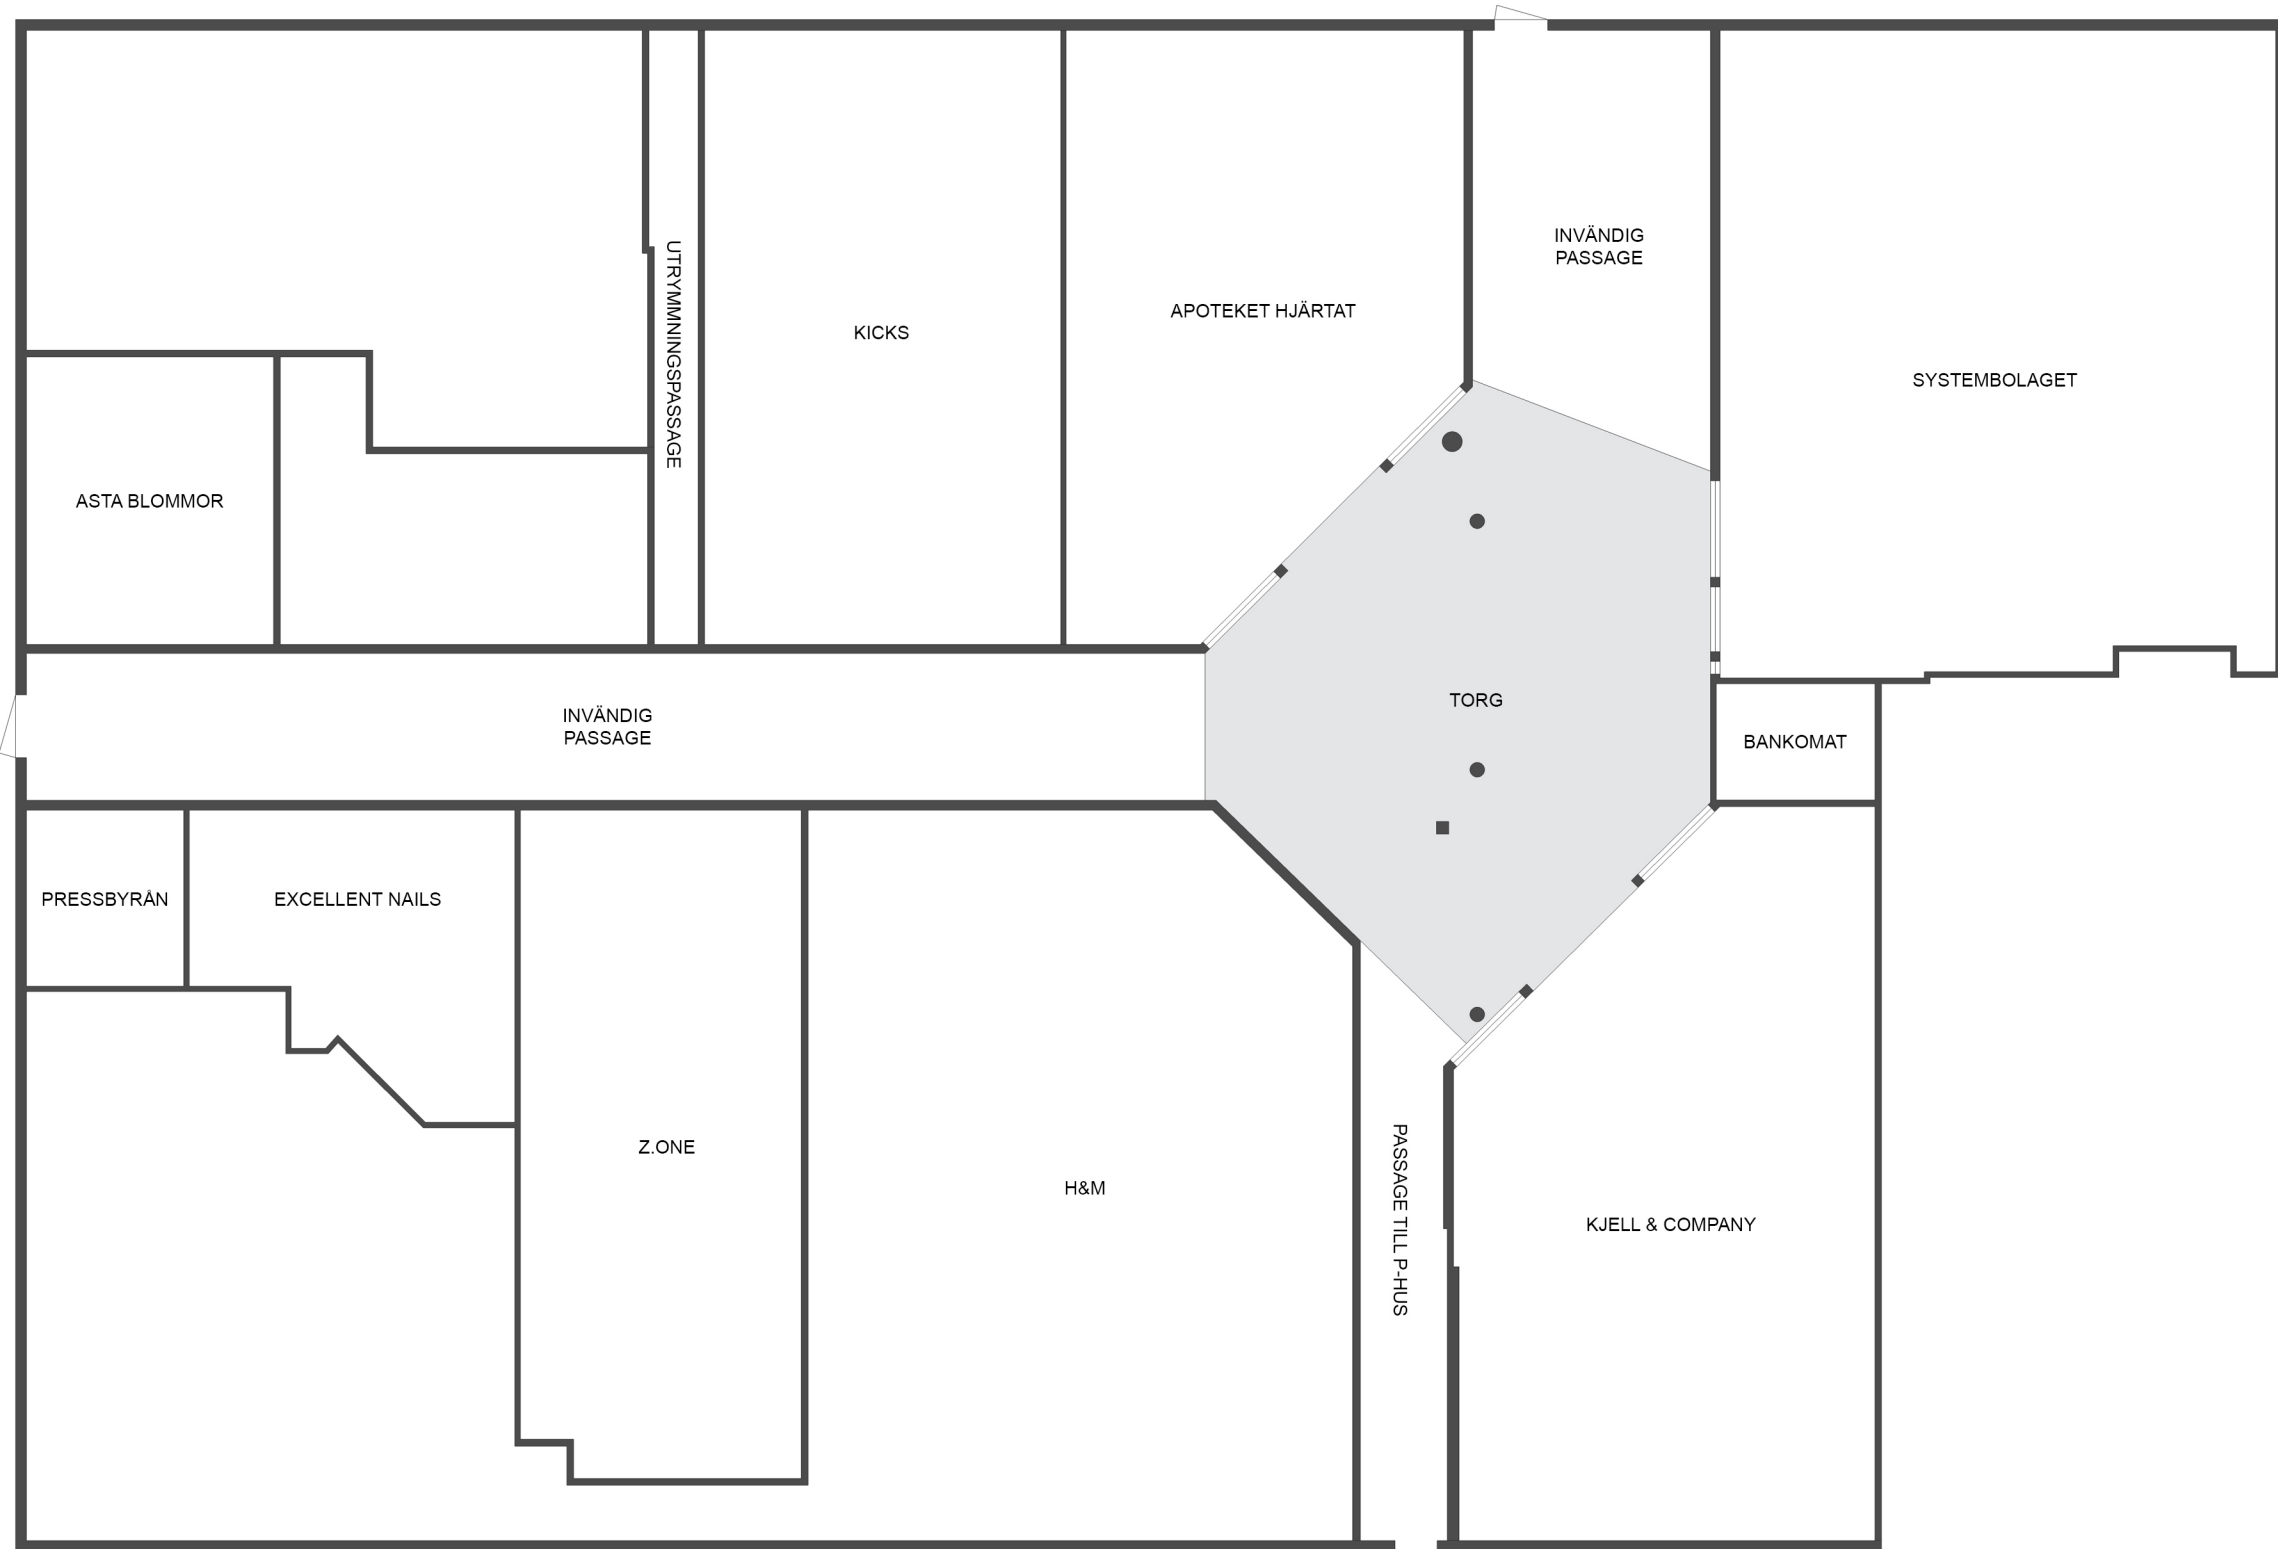 INVÄNDIG
PASSAGE
UTRYMMNINGSPASSAGE
KICKS
APOTEKET HJÄRTAT
SYSTEMBOLAGET
ASTA BLOMMOR
INVÄNDIG
PASSAGE
TORG
BANKOMAT
PRESSBYRÅN
EXCELLENT NAILS
Z.ONE
H&M
PASSAGE TILL P-HUS
KJELL & COMPANY